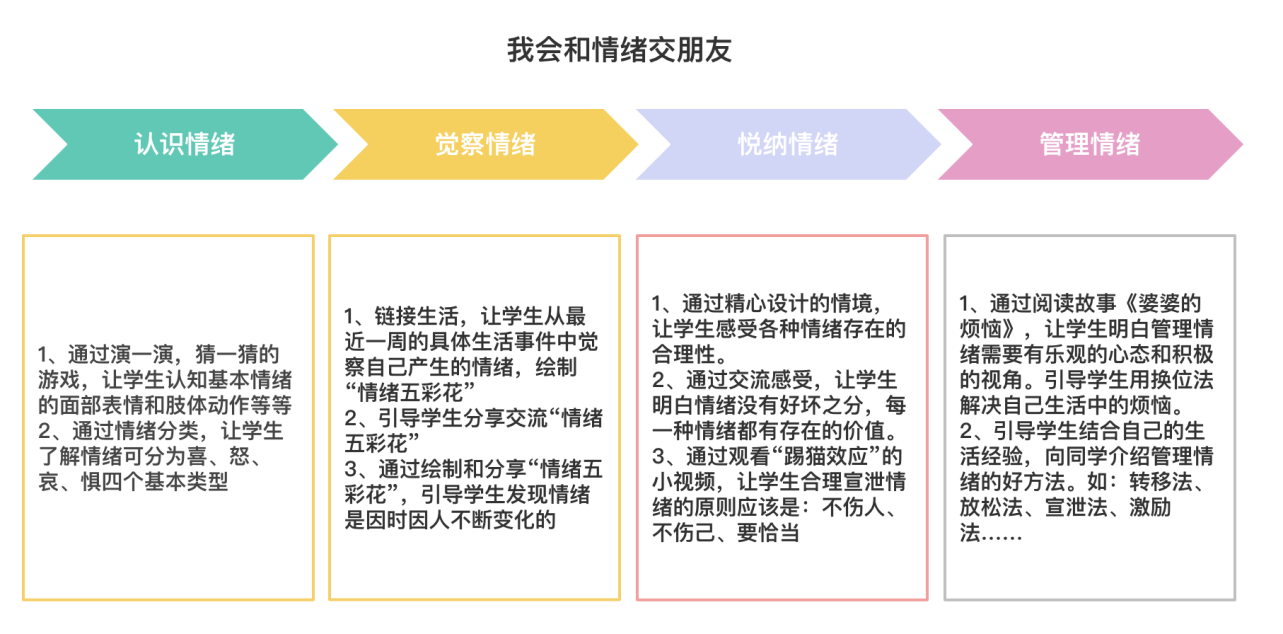 我会和情绪交朋友
认识情绪
觉察情绪
悦纳情绪
管理情绪
1、通过演一演，猜一猜的
游戏，让学生认知基本情绪
的面部表情和肢体动作等等
2、通过情绪分类，让学生
了解情绪可分为喜、怒、
哀、惧四个基本类型
1、链接生活，让学生从最
近一周的具体生活事件中觉
察自己产生的情绪，绘制
“情绪五彩花”
2、引导学生分享交流“情绪
五彩花”
3、通过绘制和分享“情绪五
彩花”，引导学生发现情绪
是因时因人不断变化的
1、通过精心设计的情境，
让学生感受各种情绪存在的
合理性。
2、通过交流感受，让学生
明白情绪没有好坏之分，每
一种情绪都有存在的价值。
3、通过观看“踢猫效应”的
小视频，让学生合理宣泄情
绪的原则应该是：不伤人、
不伤己、要恰当
1、通过阅读故事《婆婆的
烦恼》，让学生明白管理情
绪需要有乐观的心态和积极
的视角。引导学生用换位法
解决自己生活中的烦恼。
2、引导学生结合自己的生
活经验，向同学介绍管理情
绪的好方法。如：转移法、
放松法、宣泄法、激励
法......